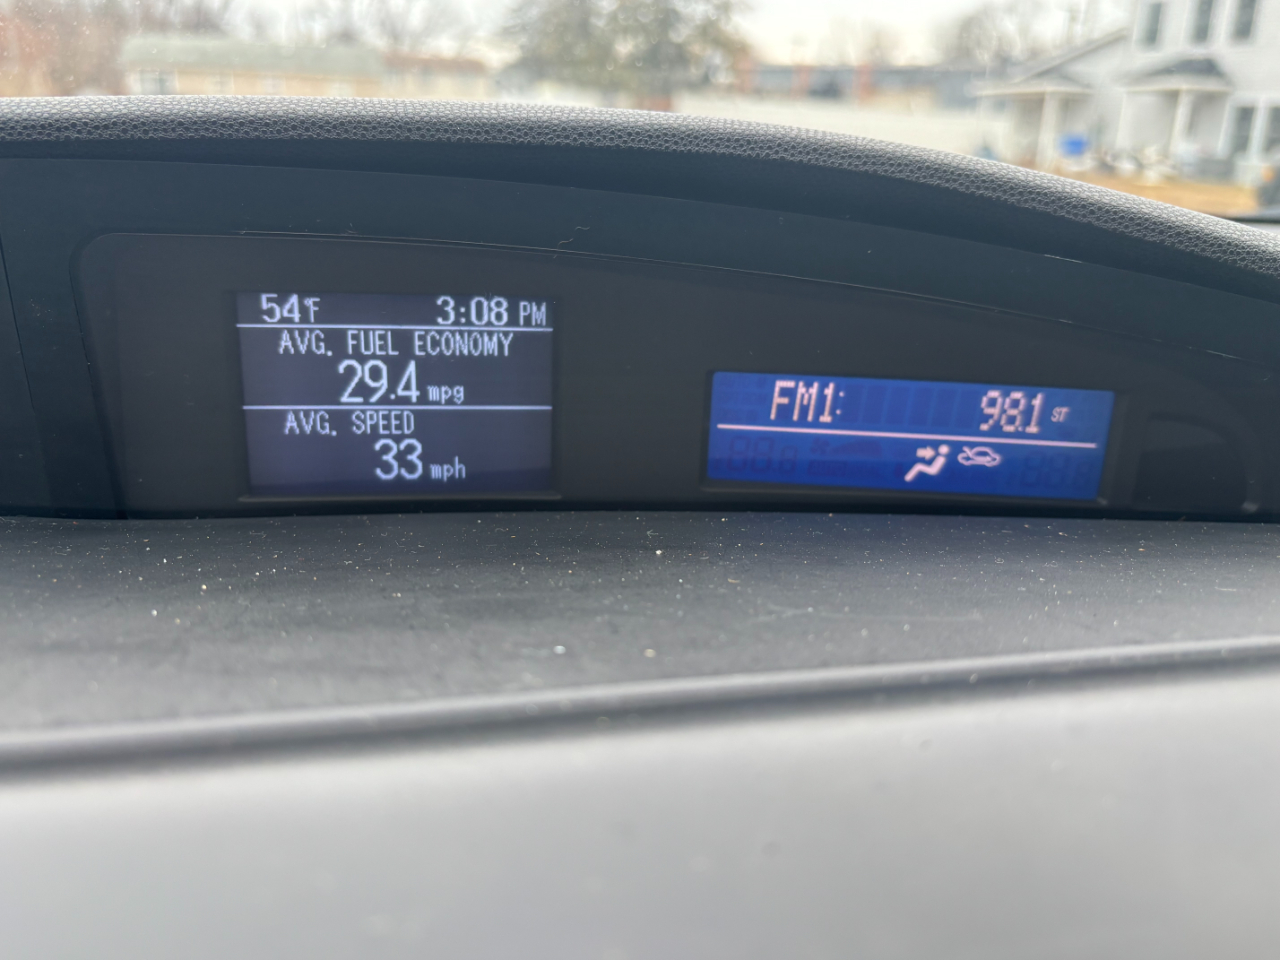 54°F 3:08 PM
AVG. FUEL ECONOMY
29.4 mpg
AVG. SPEED
33 mph
FM1: 98.1 ST